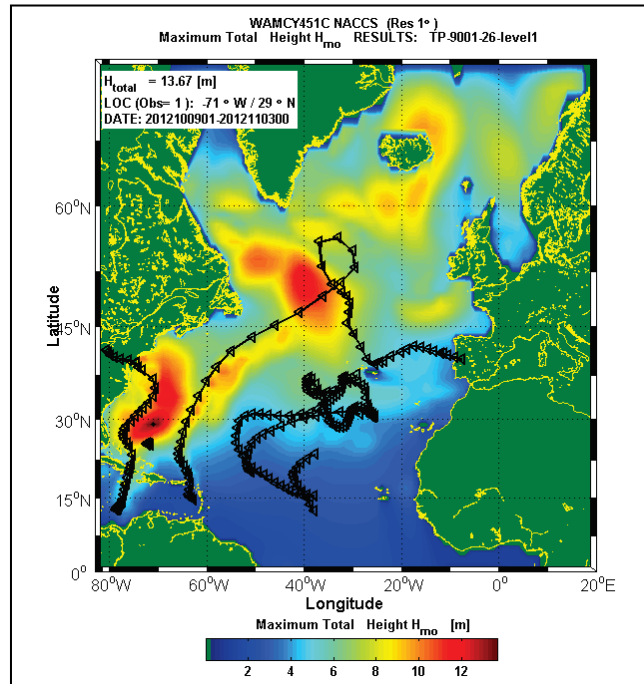 WAMCY451C NACCS (Res 1° )
Maximum Total Height Hmo RESULTS: TP-9001-26-level1
Htotal = 13.67 [m]
LOC (Obs= 1 ): -71 ° W / 29 ° N
DATE: 2012100901-2012110300
60°N
45°N
30°N
15°N
0°
Latitude
80°W 60°W 40°W 20°W 0° 20°E
Longitude
Maximum Total Height Hmo [m]
2 4 6 8 10 12